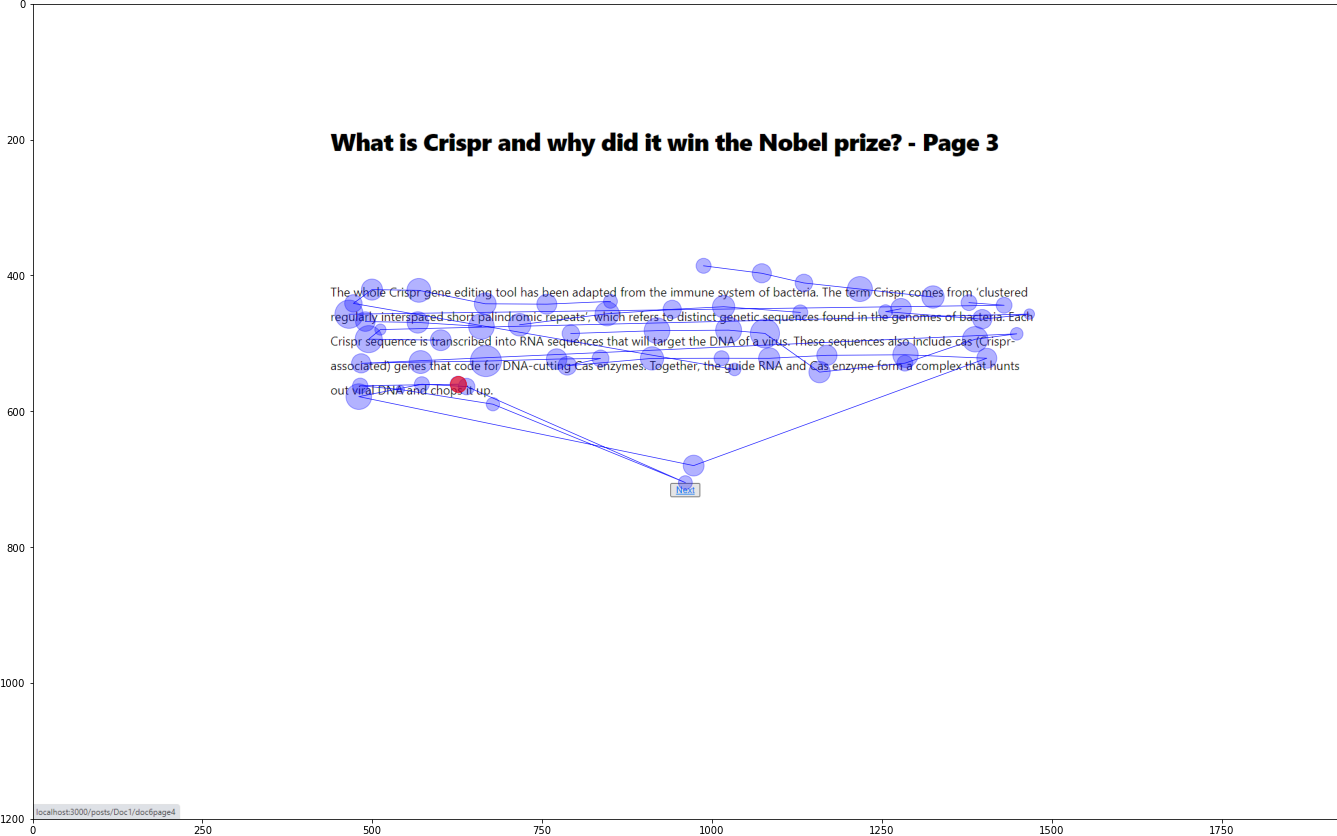 0
200
400
600
800
1000
1200
What is Crispr and why did it win the Nobel prize? - Page 3
The whole Crispr gene editing tool has been adapted from the immune system of bacteria. The term Crispr comes from 'clustered
regularly interspaced short palindromic repeats', which refers to distinct genetic sequences found in the genomes of bacteria. Each
Crispr sequence is transcribed into RNA sequences that will target the DNA of a virus. These sequences also include cas (Crispr-
associated) genes that code for DNA-cutting Cas enzymes. Together, the guide RNA and Cas enzyme form a complex that hunts
out viral DNA and chops it up.
Next
localhost:3000/posts/Doc1/doc6page4
0 250 500 750 1000 1250 1500 1750